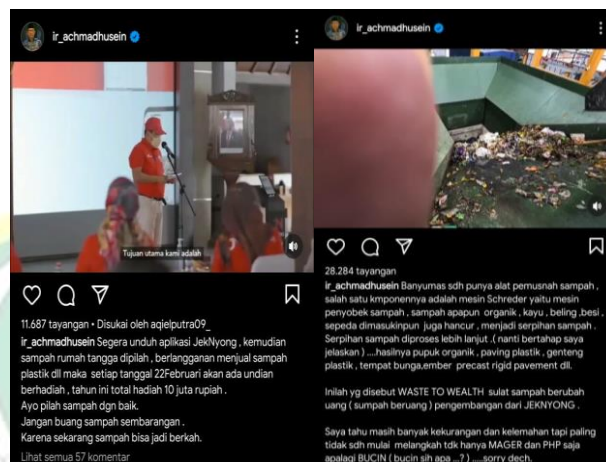 ir_achmadhusein
Tujuan utama kami adalah
11.687 tayangan • Disukai oleh aqielputra09_
ir_achmadhusein Segera unduh aplikasi JekNyong , kemudian
sampah rumah tangga dipilah , berlangganan menjual sampah
plastik dll maka setiap tanggal 22Februari akan ada undian
berhadiah , tahun ini total hadiah 10 juta rupiah .
Ayo pilah sampah dgn baik.
Jangan buang sampah sembarangan .
Karena sekarang sampah bisa jadi berkah.
Lihat semua 57 komentar
ir_achmadhusein
28.284 tayangan
ir_achmadhusein Banyumas sdh punya alat pemusnah sampah ,
salah satu kmponennya adalah mesin Schreder yaitu mesin
penyobek sampah , sampah apapun organik , kayu , beling ,besi ,
sepeda dimasukinpun juga hancur , menjadi serpihan sampah .
Serpihan sampah diproses lebih lanjut .( nanti bertahap saya
jelaskan ) ....hasilnya pupuk organik , paving plastik , genteng
plastik , tempat bunga,ember precast rigid pavement dll.
Inilah yg disebut WASTE TO WEALTH sulat sampah berubah
uang ( sumpah beruang ) pengembangan dari JEKNYONG .
Saya tahu masih banyak kekurangan dan kelemahan tapi paling
tidak sdh mulai melangkah tdk hanya MAGER dan PHP saja
apalagi BUCIN ( bucin sih apa ...? ) .....sorry dech.